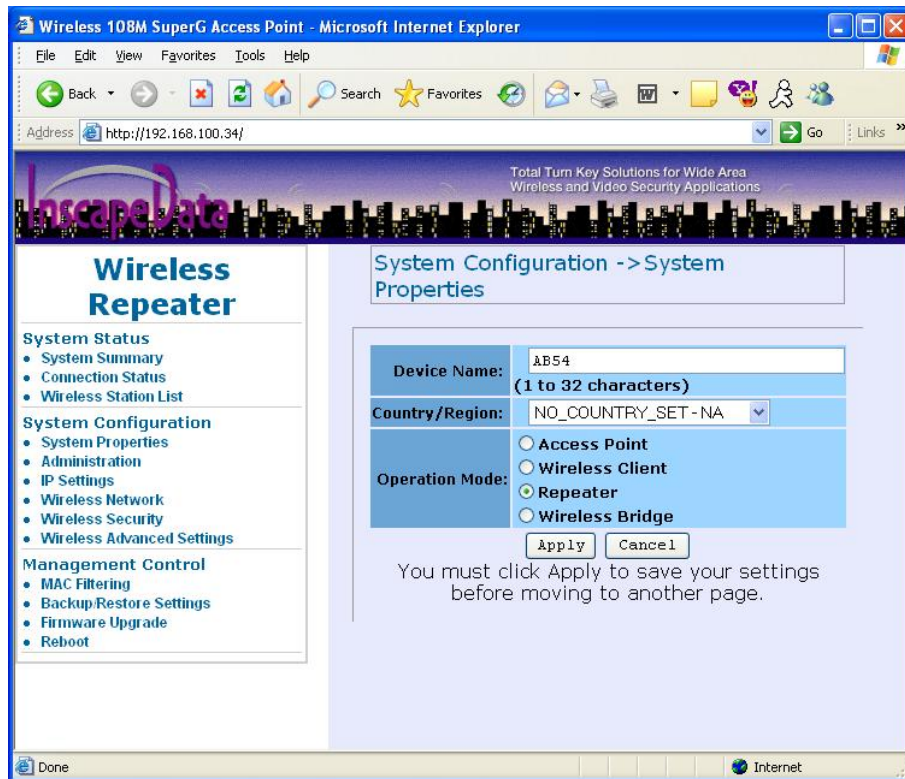 Wireless 108M SuperG Access Point - Microsoft Internet Explorer
File Edit View Favorites Tools Help
Back Search Favorites
Address http://192.168.100.34/ Go Links »
InscapeData
Total Turn Key Solutions for Wide Area
Wireless and Video Security Applications
Wireless
Repeater
System Status
• System Summary
• Connection Status
• Wireless Station List
System Configuration
• System Properties
• Administration
• IP Settings
• Wireless Network
• Wireless Security
• Wireless Advanced Settings
Management Control
• MAC Filtering
• Backup/Restore Settings
• Firmware Upgrade
• Reboot
System Configuration ->System
Properties
Device Name: AB54
(1 to 32 characters)
Country/Region: NO_COUNTRY_SET - NA
Operation Mode:
Access Point
Wireless Client
Repeater
Wireless Bridge
Apply Cancel
You must click Apply to save your settings
before moving to another page.
Done Internet